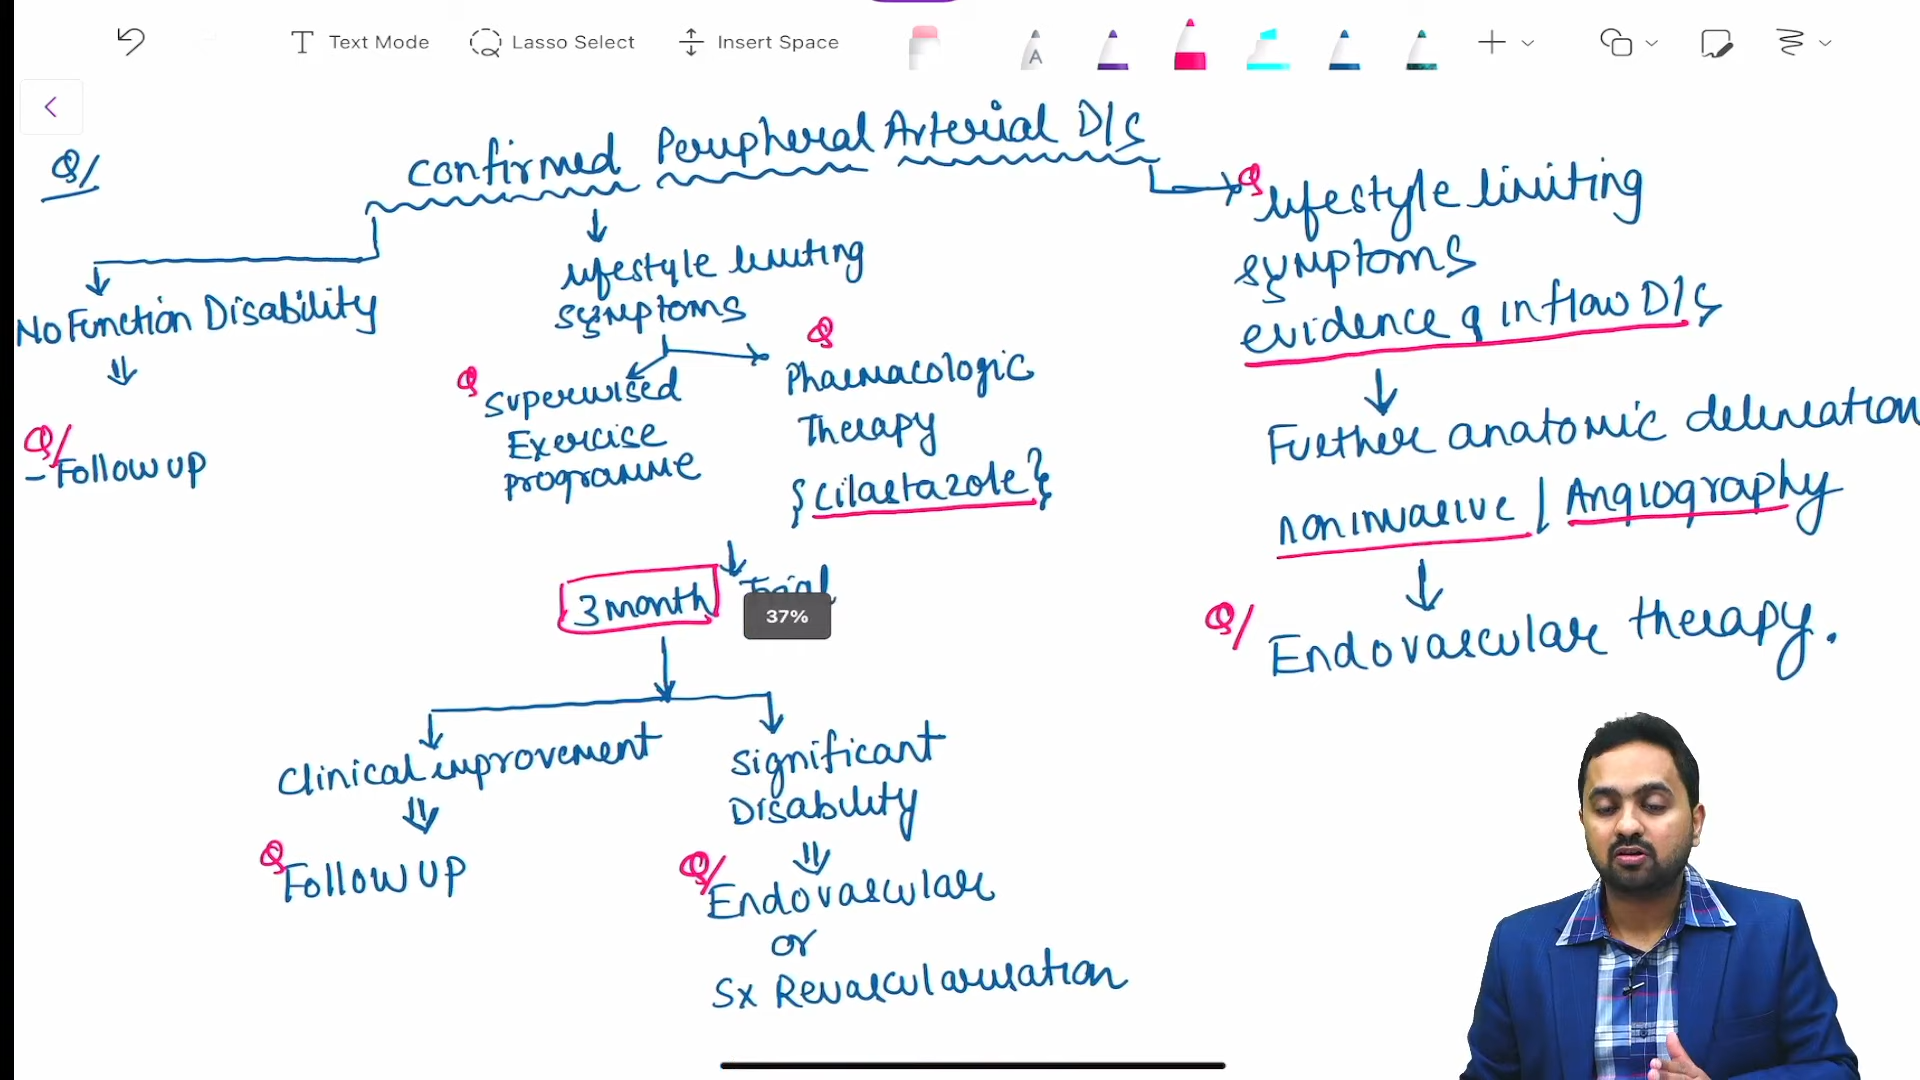 Text Mode
Lasso Select
Insert Space
A
Q/
Confirmed Peripheral Arterial D/s
No Function Disability
Q/
- Follow up
lifestyle limiting
symptoms
Q
Supervised
Exercise
programme
Q
Pharmacologic
Therapy
{cilastazole}
3 month Trial
37%
Clinical improvement
Q
Follow up
Significant
Disability
Q/
Endovascular
or
Sx Revascularisation
Q
lifestyle limiting
symptoms
evidence of inflow D/s
Further anatomic delineation
noninvasive / Angiography
Q/
Endovascular therapy.